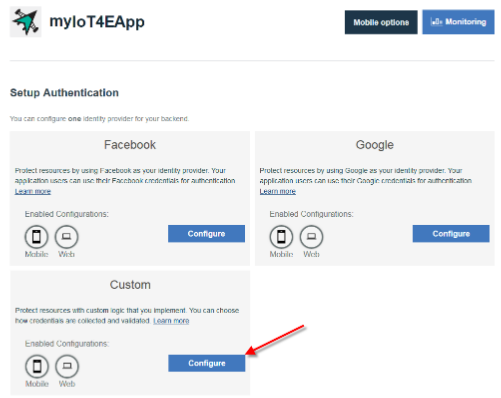 myIoT4EApp
Mobile options
Monitoring
Setup Authentication
You can configure one identity provider for your backend.
Facebook
Protect resources by using Facebook as your identity provider. Your
application users can use their Facebook credentials for authentication
Learn more
Enabled Configurations:
Mobile
Web
Configure
Google
Protect resources by using Google as your identity provider. Your
application users can use their Google credentials for authentication.
Learn more
Enabled Configurations:
Mobile
Web
Configure
Custom
Protect resources with custom logic that you implement. You can choose
how credentials are collected and validated. Learn more
Enabled Configurations:
Mobile
Web
Configure